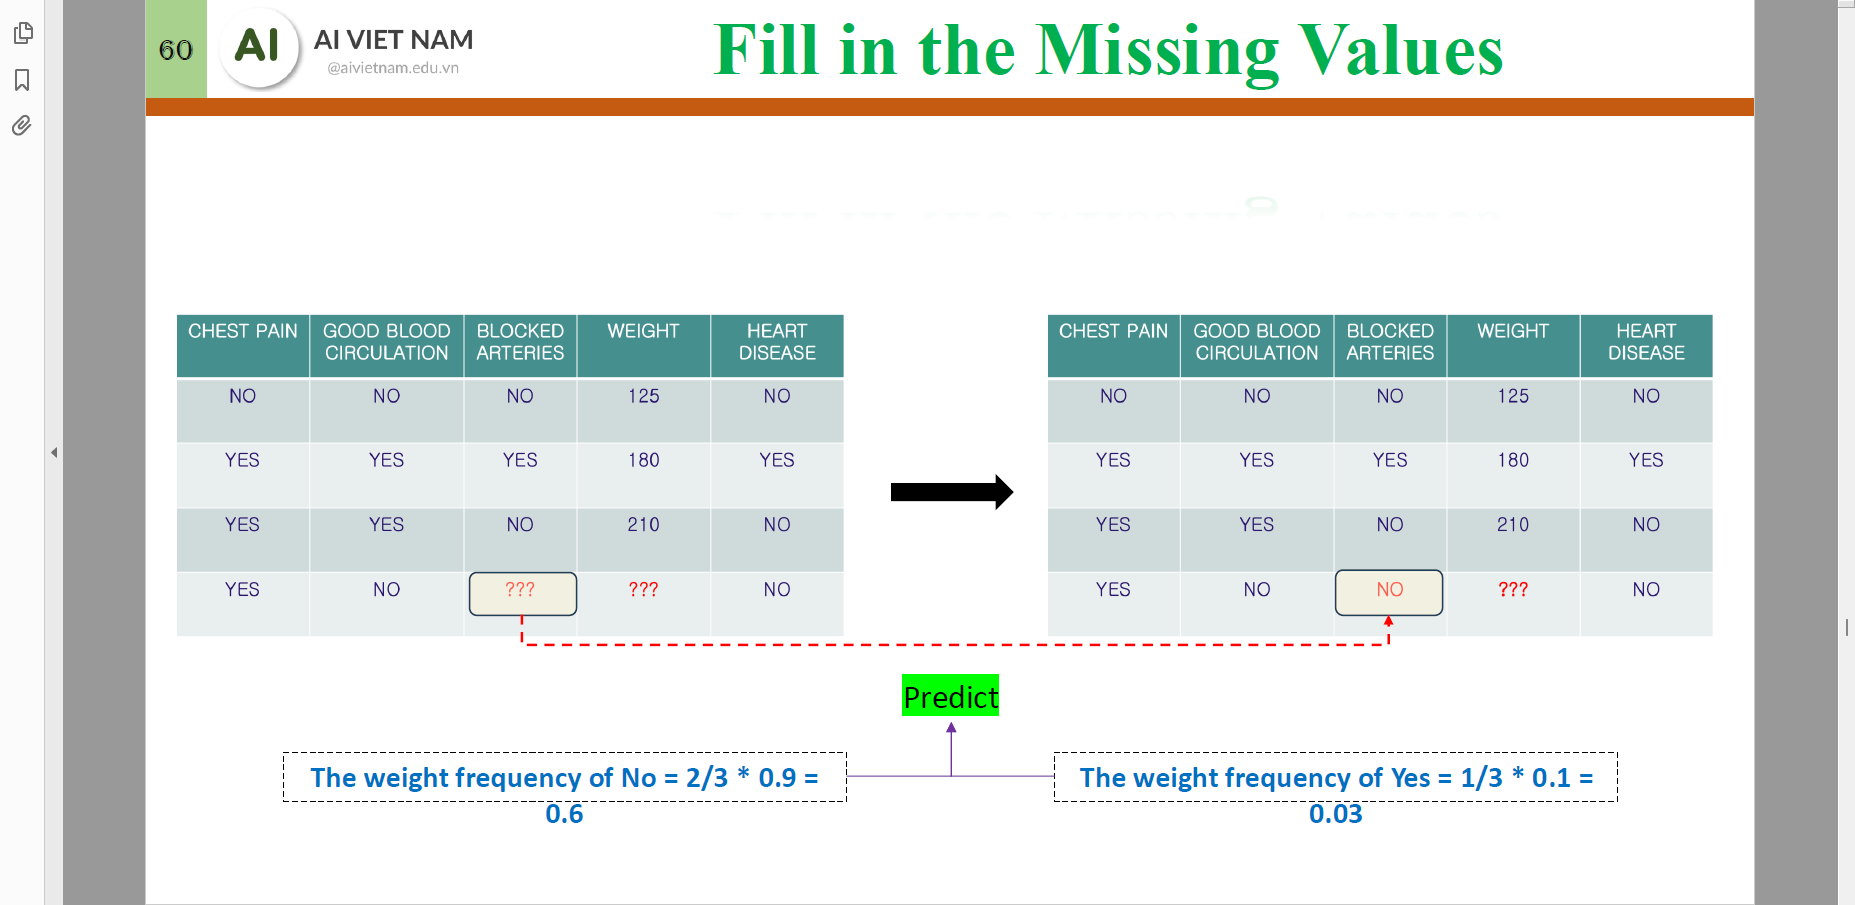 60
AI
AI VIET NAM
@aivietnam.edu.vn
Fill in the Missing Values
CHEST PAIN GOOD BLOOD CIRCULATION BLOCKED ARTERIES WEIGHT HEART DISEASE
NO NO NO 125 NO
YES YES YES 180 YES
YES YES NO 210 NO
YES NO ??? ??? NO
CHEST PAIN GOOD BLOOD CIRCULATION BLOCKED ARTERIES WEIGHT HEART DISEASE
NO NO NO 125 NO
YES YES YES 180 YES
YES YES NO 210 NO
YES NO NO ??? NO
Predict
The weight frequency of No = 2/3 * 0.9 =
0.6
The weight frequency of Yes = 1/3 * 0.1 =
0.03